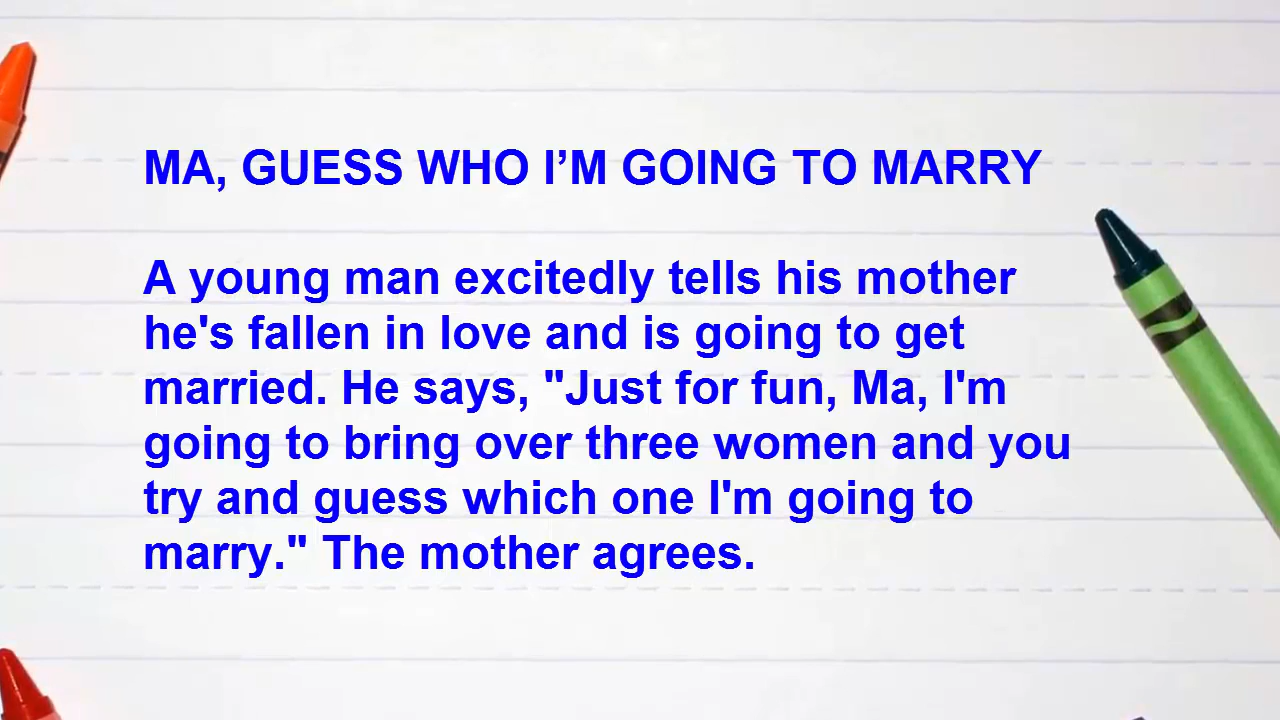 MA, GUESS WHO I’M GOING TO MARRY
A young man excitedly tells his mother
he's fallen in love and is going to get
married. He says, "Just for fun, Ma, I'm
going to bring over three women and you
try and guess which one I'm going to
marry." The mother agrees.